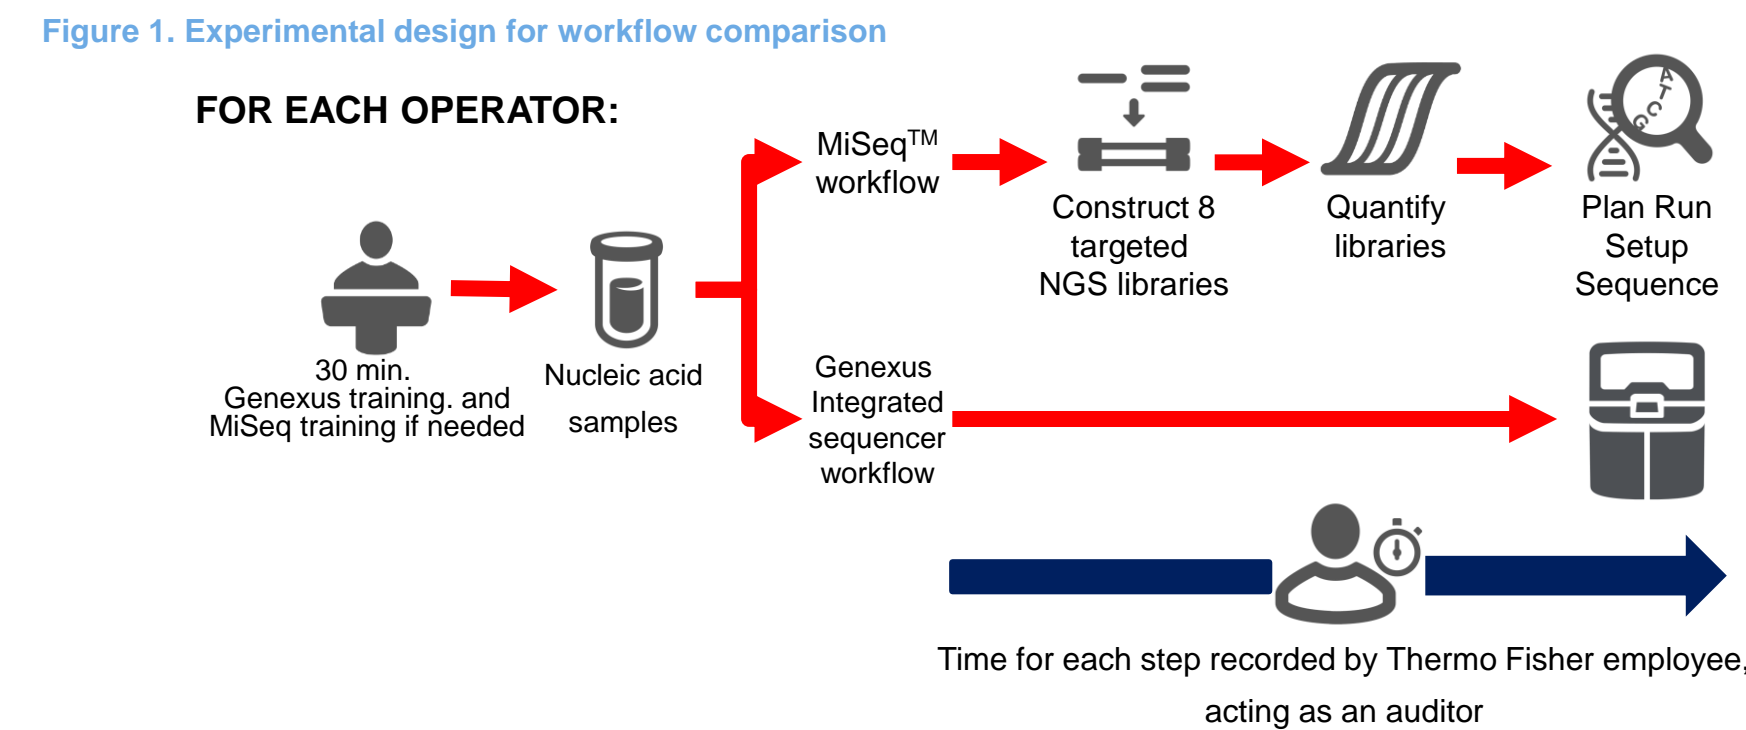 Figure 1. Experimental design for workflow comparison
FOR EACH OPERATOR:
30 min.
Genexus training. and
MiSeq training if needed
Nucleic acid
samples
MiSeq™
workflow
Construct 8
targeted
NGS libraries
Quantify
libraries
A
T
C
G
Plan Run
Setup
Sequence
Genexus
Integrated
sequencer
workflow
Time for each step recorded by Thermo Fisher employee,
acting as an auditor